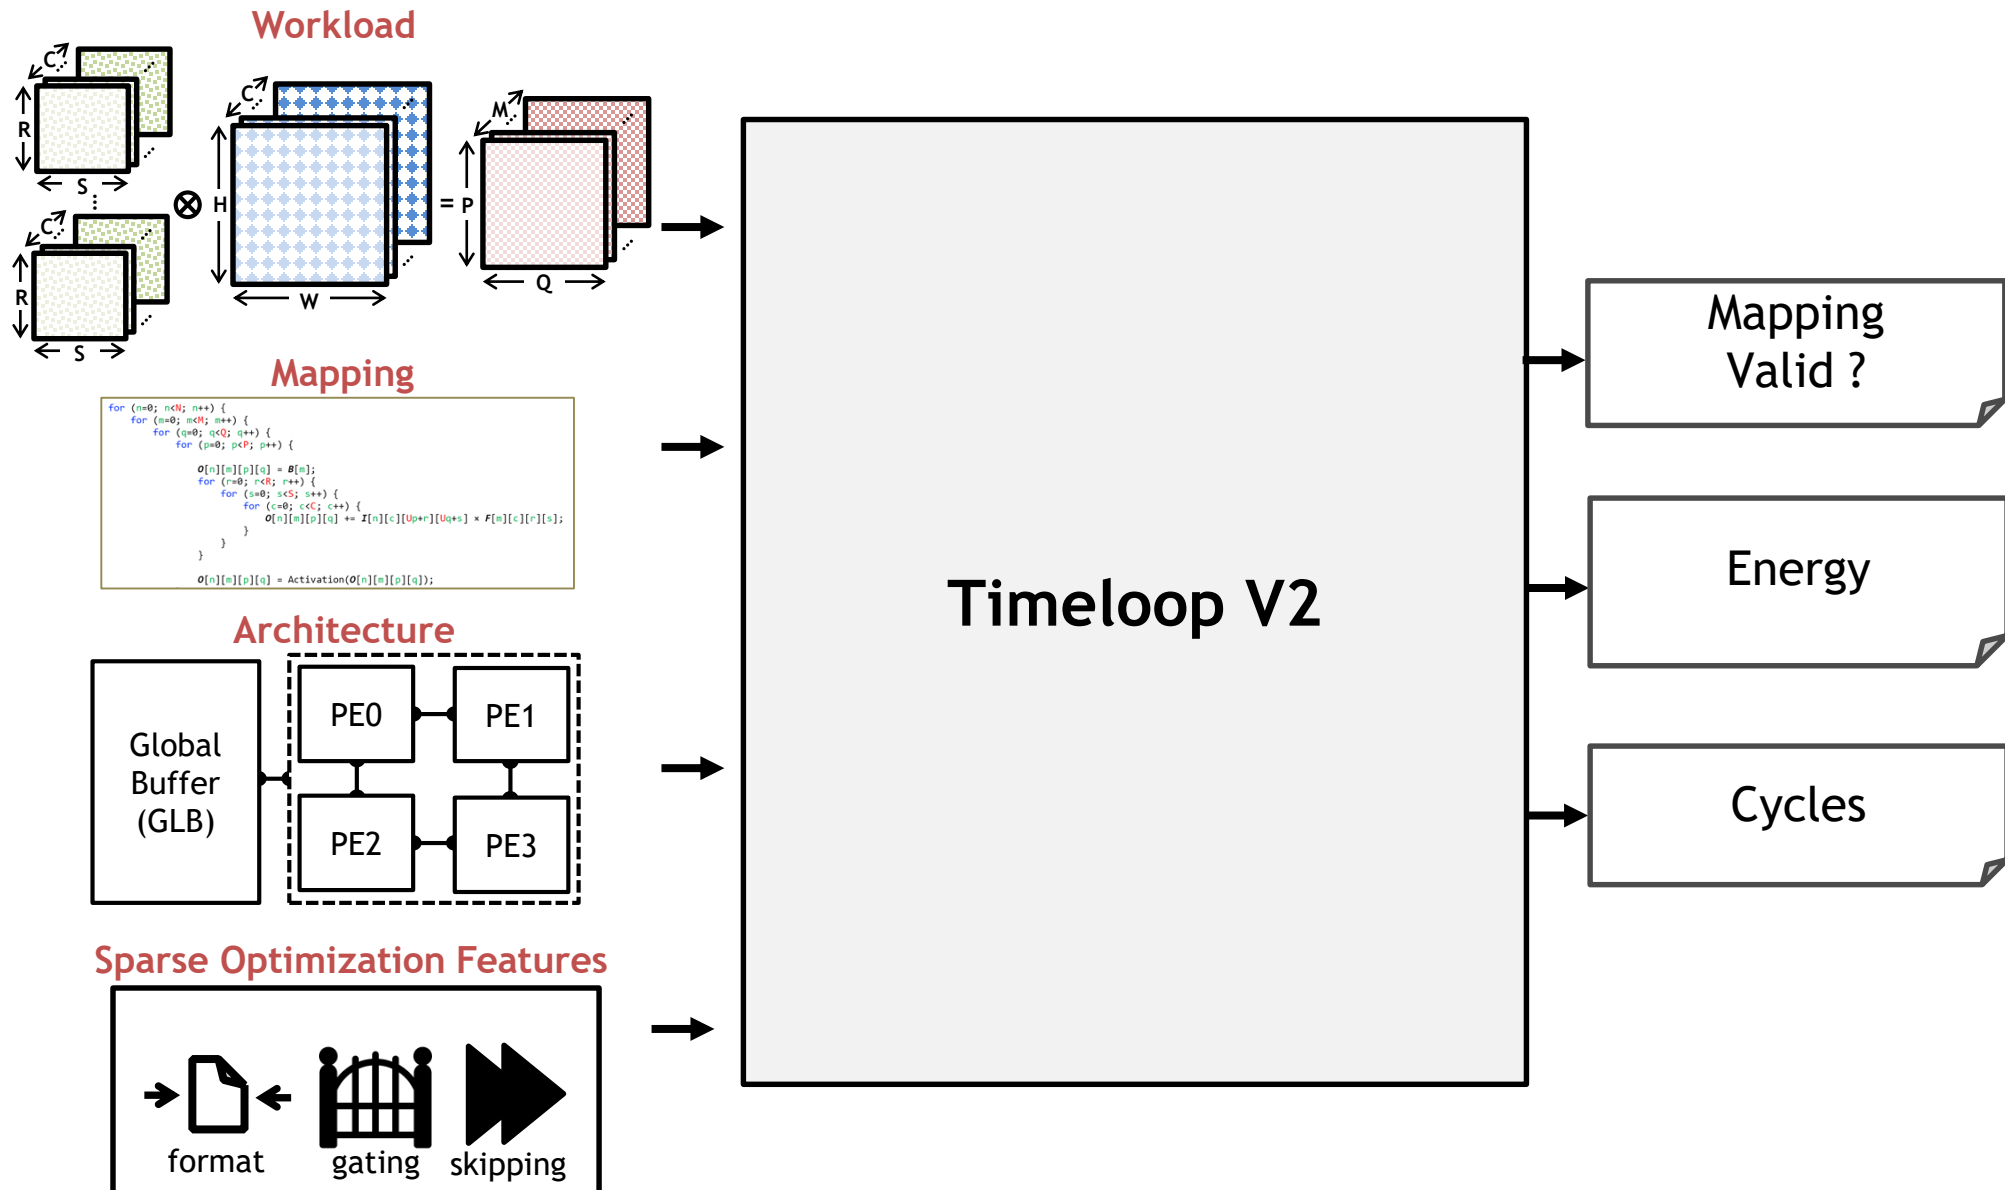 Workload
C
R
S
C
R
S
⊗
C
H
W
=
M
P
Q
Mapping
for (n=0; n<N; n++) {
for (m=0; m<M; m++) {
for (q=0; q<Q; q++) {
for (p=0; p<P; p++) {
O[n][m][p][q] = B[m];
for (r=0; r<R; r++) {
for (s=0; s<S; s++) {
for (c=0; c<C; c++) {
O[n][m][p][q] += I[n][c][Up+r][Uq+s] × F[m][c][r][s];
}
}
}
O[n][m][p][q] = Activation(O[n][m][p][q]);
Architecture
Global
Buffer
(GLB)
PE0
PE1
PE2
PE3
Sparse Optimization Features
format
gating
skipping
Timeloop V2
Mapping
Valid ?
Energy
Cycles